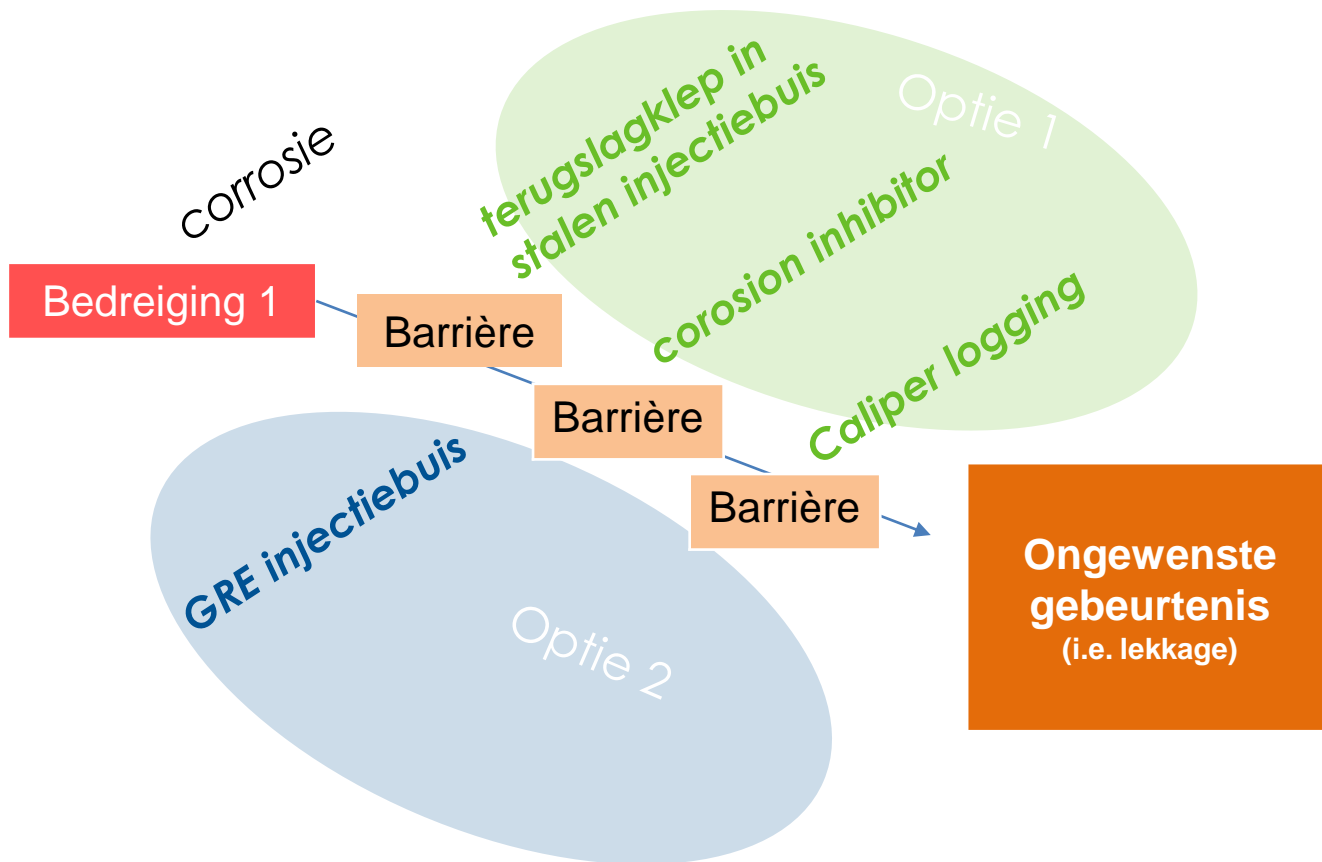 Optie 1
terugslagklep in
stalen injectiebuis
corrosie
corosion inhibitor
Bedreiging 1
Barrière
Caliper logging
Barrière
Barrière
GRE injectiebuis
Optie 2
Ongewenste
gebeurtenis
(i.e. lekkage)